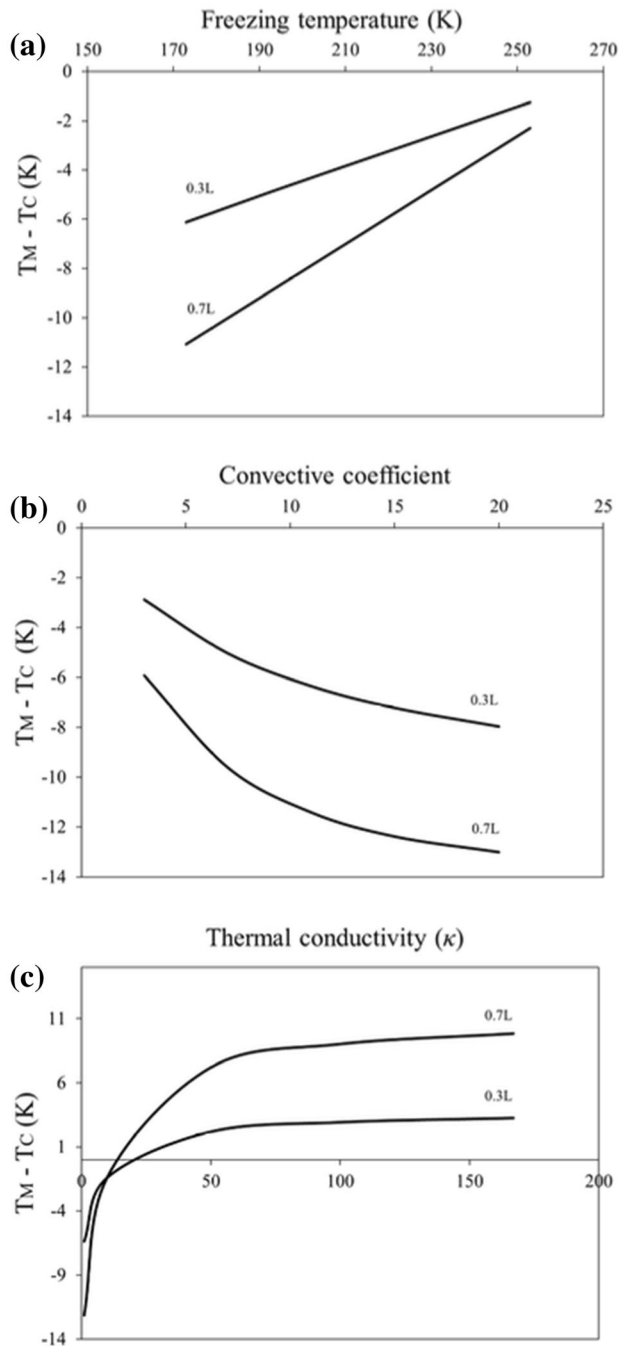 Freezing temperature (K)
(a)
150 170 190 210 230 250 270
0
-2
-4
-6
-8
-10
-12
-14
TM - TC (K)
0.3L
0.7L
Convective coefficient
(b)
0 5 10 15 20 25
0
-2
-4
-6
-8
-10
-12
-14
TM - TC (K)
0.3L
0.7L
Thermal conductivity (κ)
(c)
11
6
1
-4
-9
-14
TM - TC (K)
0.7L
0.3L
0 50 100 150 200